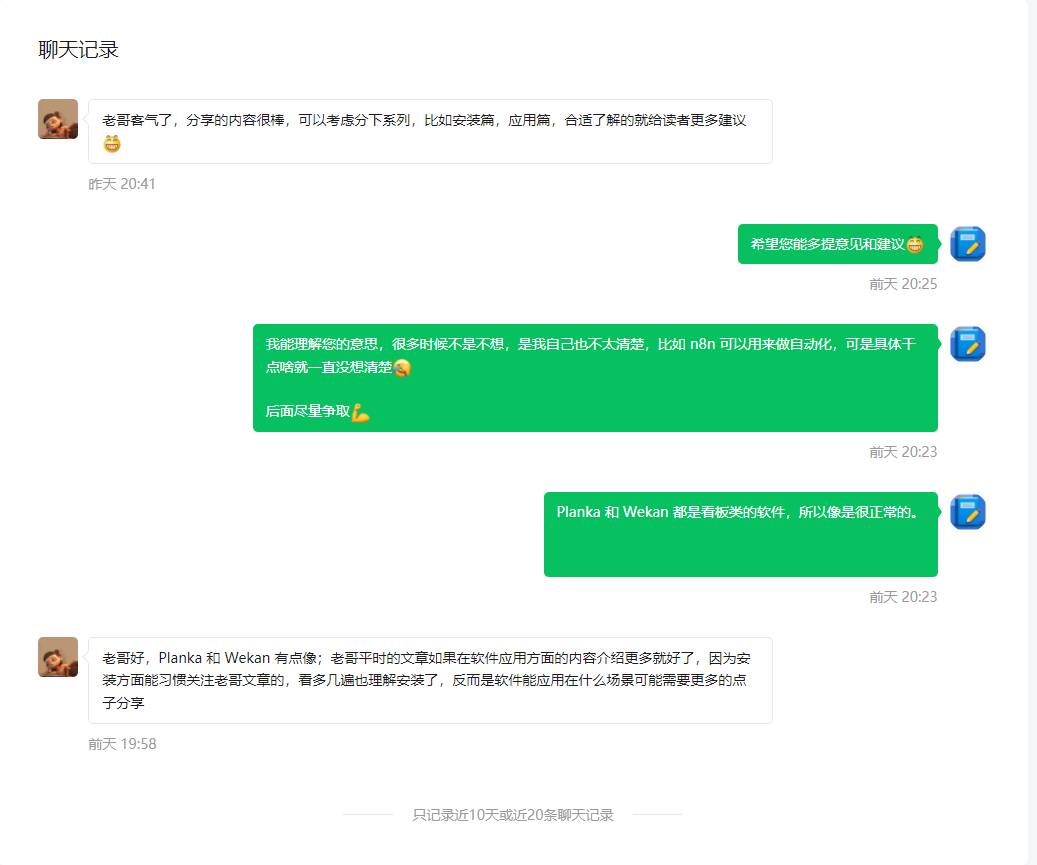 聊天记录
老哥客气了，分享的内容很棒，可以考虑分下系列，比如安装篇，应用篇，合适了解的就给读者更多建议
😁
昨天 20:41
希望您能多提意见和建议😁
前天 20:25
我能理解您的意思，很多时候不是不想，是我自己也不太清楚，比如 n8n 可以用来做自动化，可是具体干
点啥就一直没想清楚
后面尽量争取💪
前天 20:23
Planka 和 Wekan 都是看板类的软件，所以像是很正常的。
前天 20:23
老哥好，Planka 和 Wekan 有点像；老哥平时的文章如果在软件应用方面的内容介绍更多就好了，因为安
装方面能习惯关注老哥文章的，看多几遍也理解安装了，反而是软件能应用在什么场景可能需要更多的点
子分享
前天 19:58
只记录近10天或近20条聊天记录